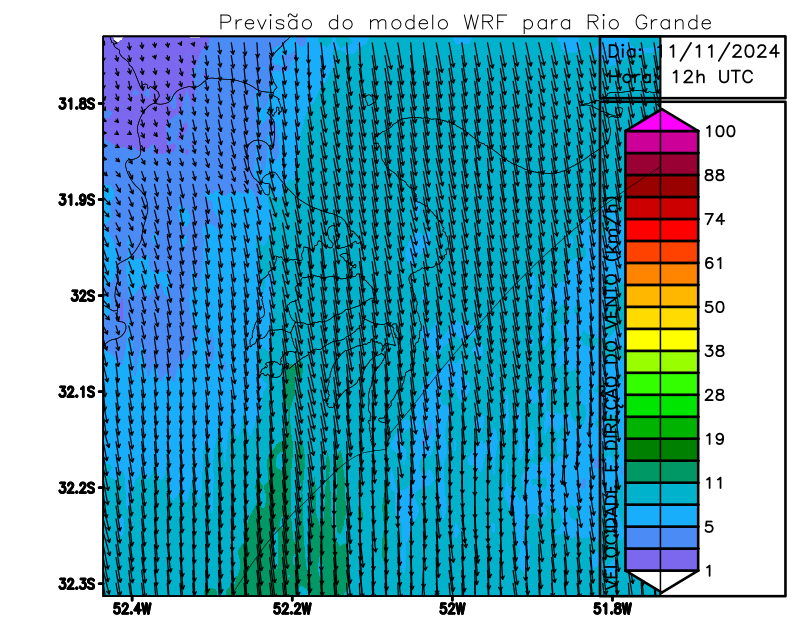 Previsão do modelo WRF para Rio Grande
Dia: 11/11/2024
Hora: 12h UTC
31.8S
31.9S
32S
32.1S
32.2S
32.3S
52.4W
52.2W
52W
51.8W
VELOCIDADE E DIREÇÃO DO VENTO (km/h)
100
88
74
61
50
38
28
19
11
5
1